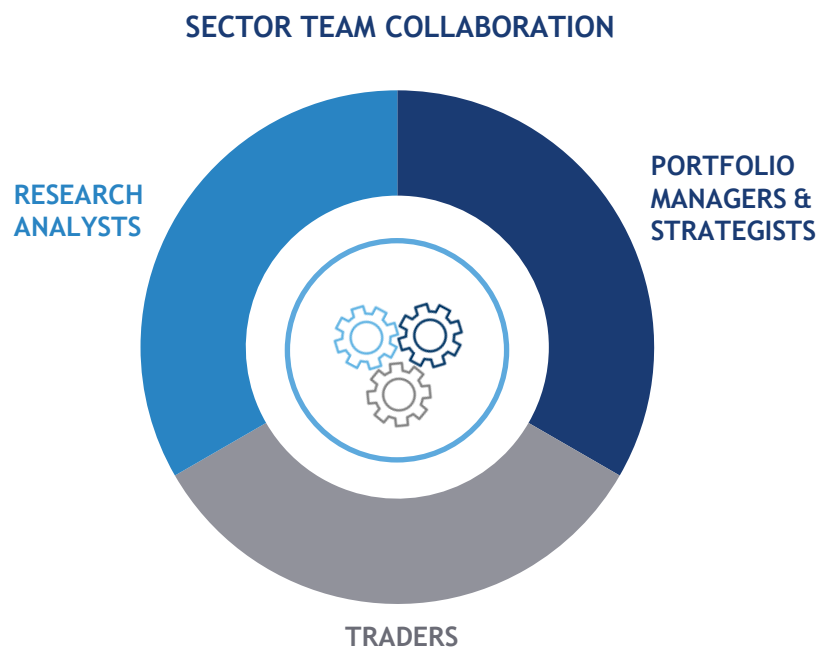 SECTOR TEAM COLLABORATION
RESEARCH
ANALYSTS
PORTFOLIO
MANAGERS &
STRATEGISTS
TRADERS